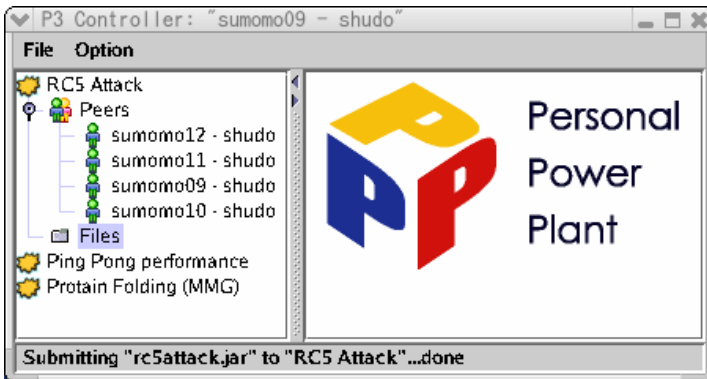 P3 Controller: "sumomo09 - shudo"
File Option
RC5 Attack
Peers
sumomo12 - shudo
sumomo11 - shudo
sumomo09 - shudo
sumomo10 - shudo
Files
Ping Pong performance
Protain Folding (MMG)
PPP
Personal
Power
Plant
Submitting "rc5attack.jar" to "RC5 Attack"...done